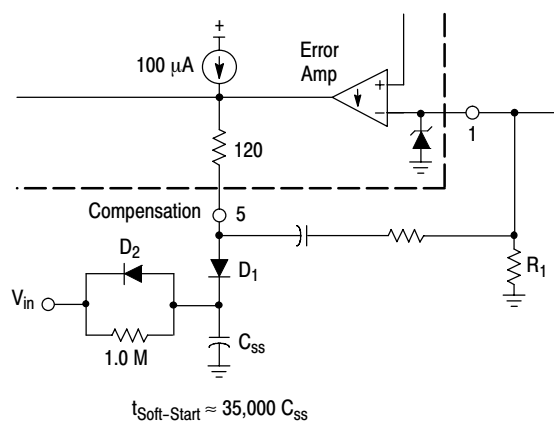 +
100 μA
Error
Amp
+
−
120
1
Compensation
5
D2
D1
R1
Vin
1.0 M
Css
tSoft−Start ≈ 35,000 Css